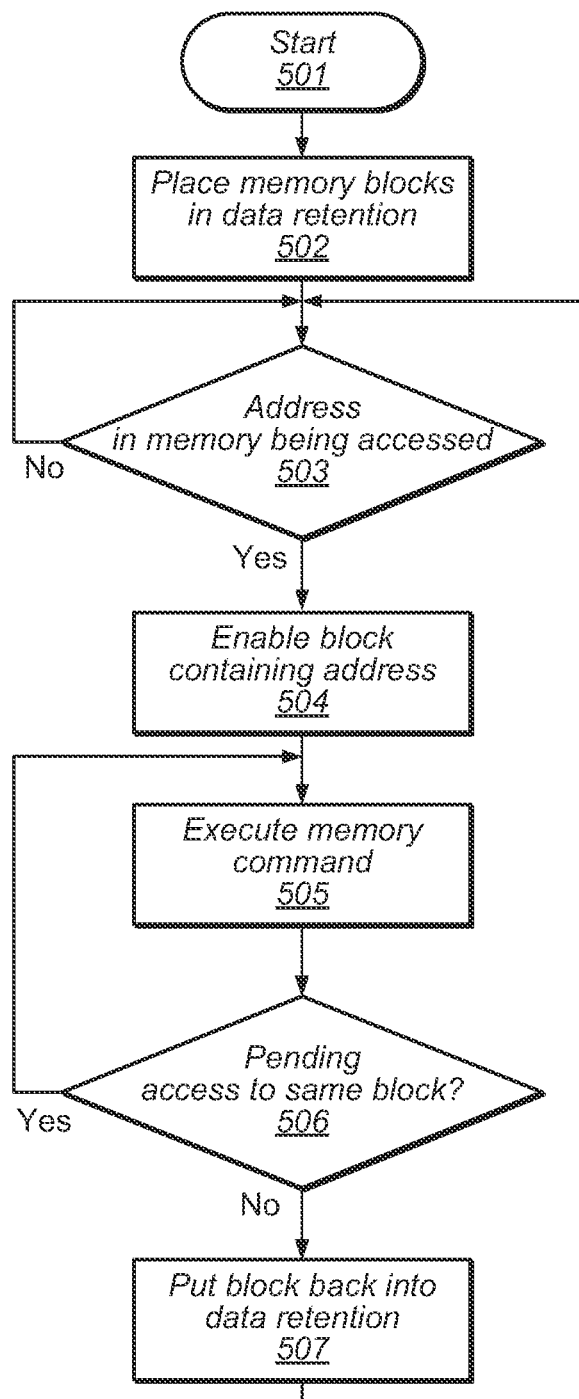 Start
501
Place memory blocks
in data retention
502
Address
in memory being accessed
503
No
Yes
Enable block
containing address
504
Execute memory
command
505
Pending
access to same block?
506
Yes
No
Put block back into
data retention
507